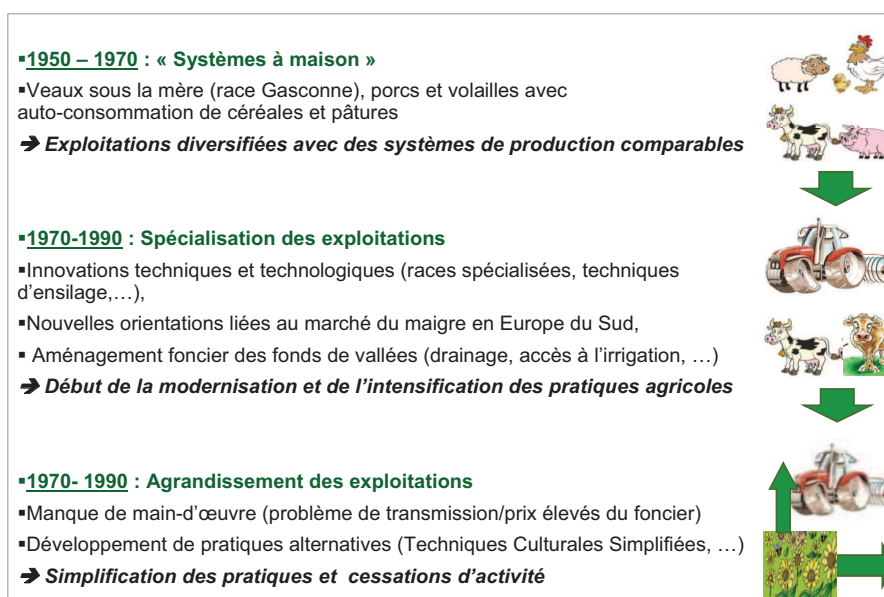 ▪1950 – 1970 : « Systèmes à maison »
▪Veaux sous la mère (race Gasconne), porcs et volailles avec
auto-consommation de céréales et pâtures
➔ Exploitations diversifiées avec des systèmes de production comparables
▪1970-1990 : Spécialisation des exploitations
▪Innovations techniques et technologiques (races spécialisées, techniques
d'ensilage,…),
▪Nouvelles orientations liées au marché du maigre en Europe du Sud,
▪ Aménagement foncier des fonds de vallées (drainage, accès à l'irrigation, …)
➔ Début de la modernisation et de l'intensification des pratiques agricoles
▪1970- 1990 : Agrandissement des exploitations
▪Manque de main-d'œuvre (problème de transmission/prix élevés du foncier)
▪Développement de pratiques alternatives (Techniques Culturales Simplifiées, …)
➔ Simplification des pratiques et  cessations d'activité